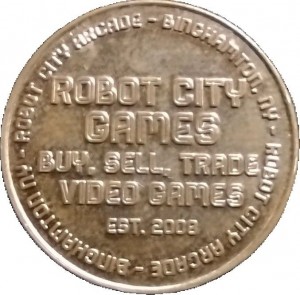 ROBOT CITY ARCADE - BINGHAMTON, NY -
ROBOT CITY ARCADE - BINGHAMTON NY -
ROBOT CITY
GAMES
BUY, SELL, TRADE
VIDEO GAMES
EST. 2008